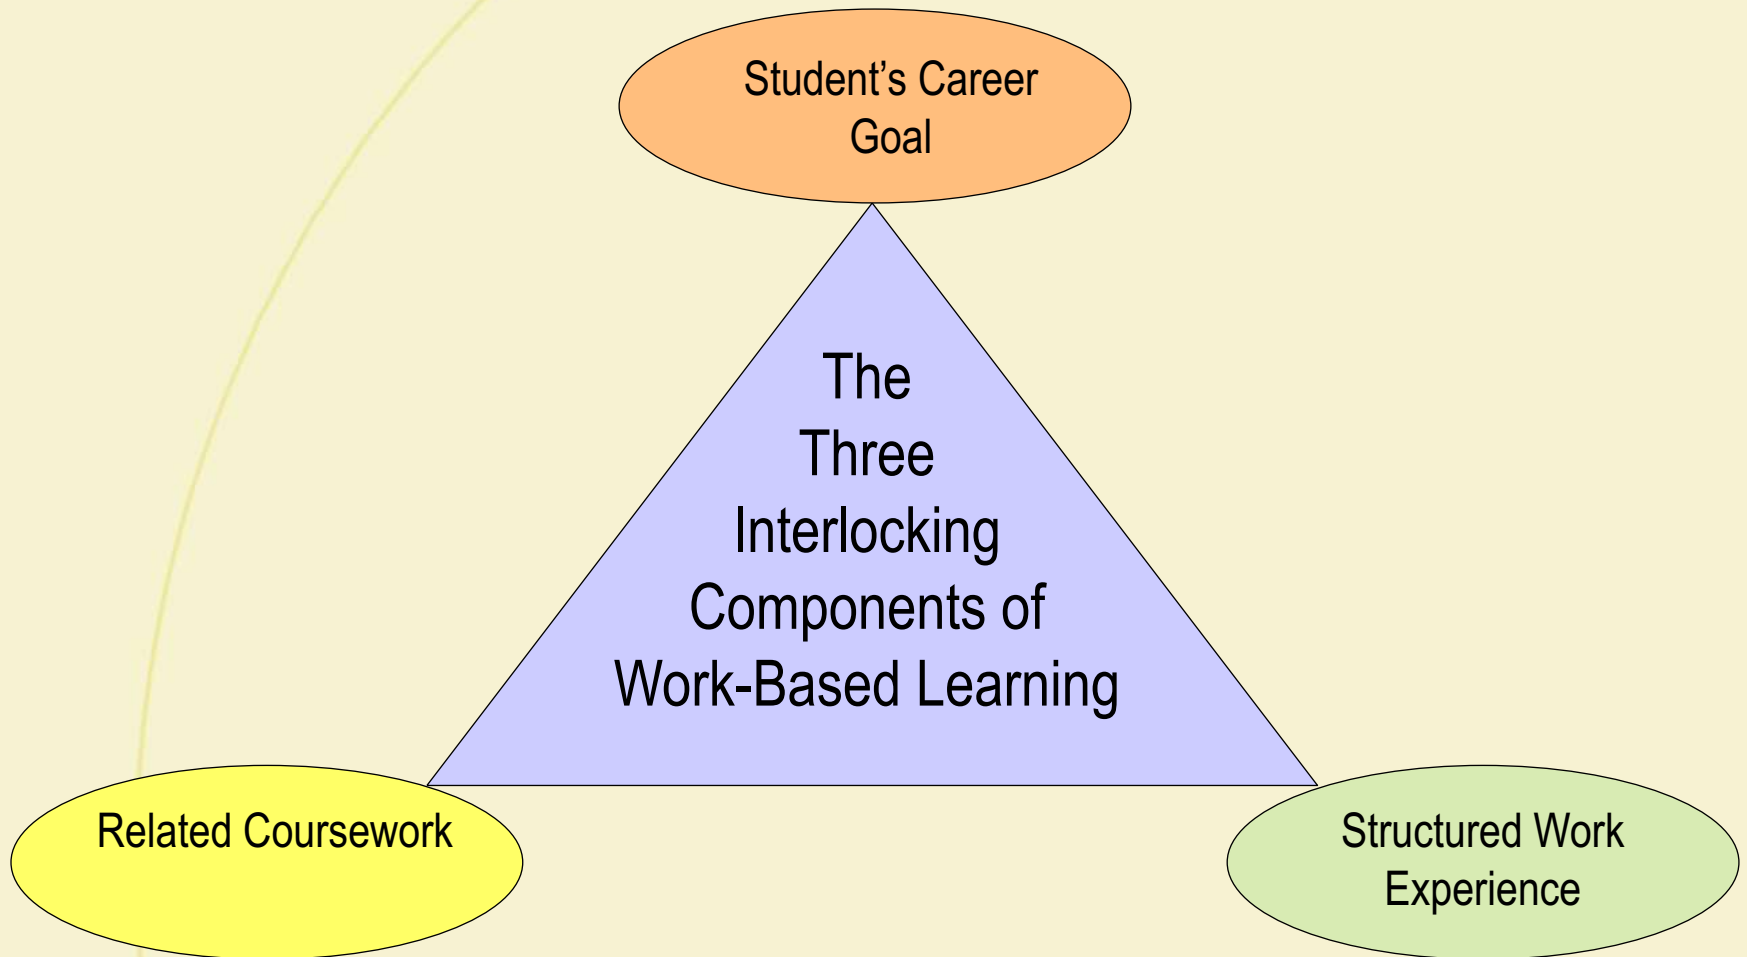 Student’s Career
Goal
The
Three
Interlocking
Components of
Work-Based Learning
Related Coursework
Structured Work
Experience